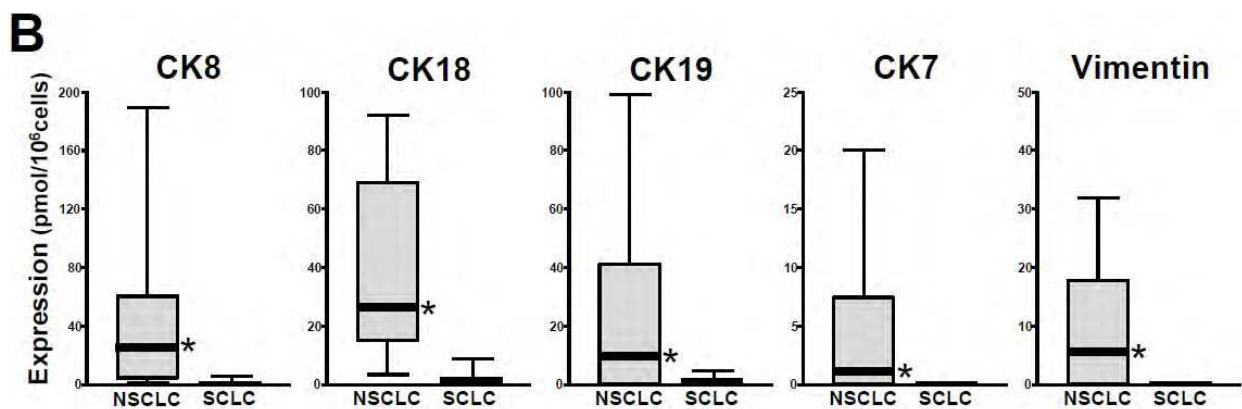 B
CK8 CK18 CK19 CK7 Vimentin
Expression (pmol/10⁶cells)
200 160 120 80 40 0
100 80 60 40 20 0
100 80 60 40 20 0
25 20 15 10 5 0
50 40 30 20 10 0
* * * * *
NSCLC SCLC NSCLC SCLC NSCLC SCLC NSCLC SCLC NSCLC SCLC